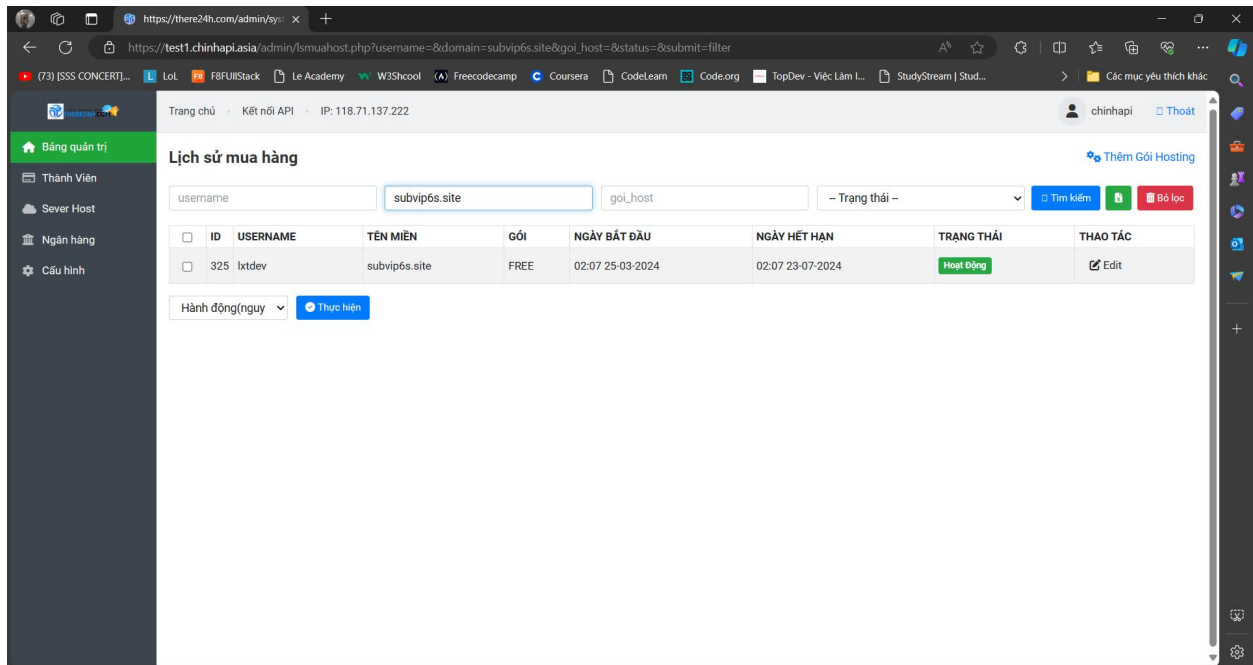 https://there24h.com/admin/sys
https://test1.chinhapi.asia/admin/lsmuahost.php?username=&domain=subvip6s.site&goi_host=&status=&submit=filter
(73) [SSS CONCERT]... LoL F8FUllStack Le Academy W3Shcool Freecodecamp Coursera CodeLearn Code.org TopDev - Việc Làm I... StudyStream | Stud... Các mục yêu thích khác
Trang chủ Kết nối API IP: 118.71.137.222 chinhapi Thoát
Bảng quản trị
Thành Viên
Sever Host
Ngân hàng
Cấu hình
Lịch sử mua hàng Thêm Gói Hosting
username subvip6s.site goi_host -- Trạng thái -- Tìm kiếm Bỏ lọc
ID USERNAME TÊN MIỀN GÓI NGÀY BẮT ĐẦU NGÀY HẾT HẠN TRẠNG THÁI THAO TÁC
325 lxtdev subvip6s.site FREE 02:07 25-03-2024 02:07 23-07-2024 Hoạt Động Edit
Hành động(nguy Thực hiện